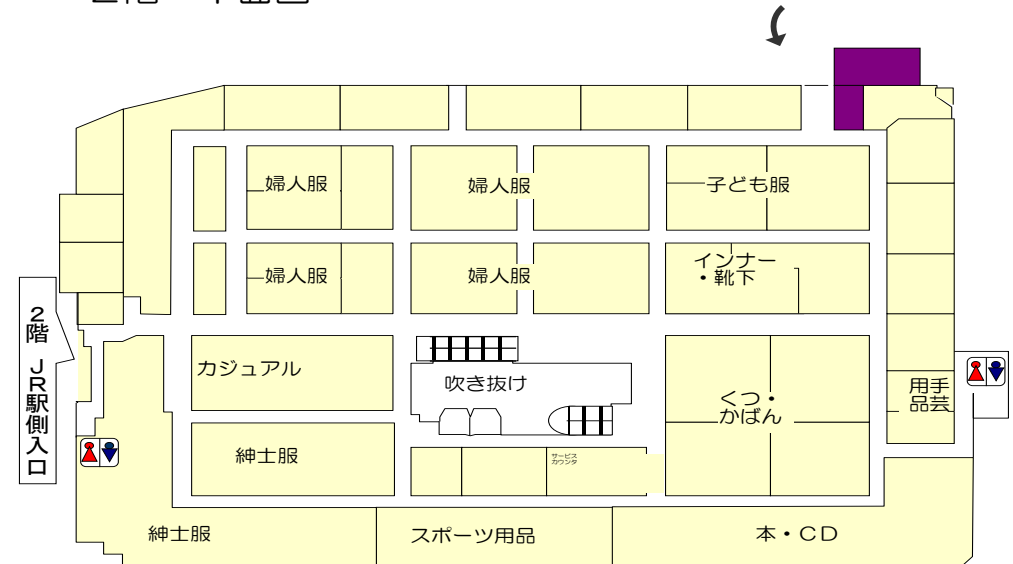 婦人服
婦人服
子ども服
婦人服
婦人服
インナー
・靴下
2階 JR駅側入口
カジュアル
吹き抜け
くつ・
かばん
手芸
用品
紳士服
サービス
カウンタ
紳士服
スポーツ用品
本・CD